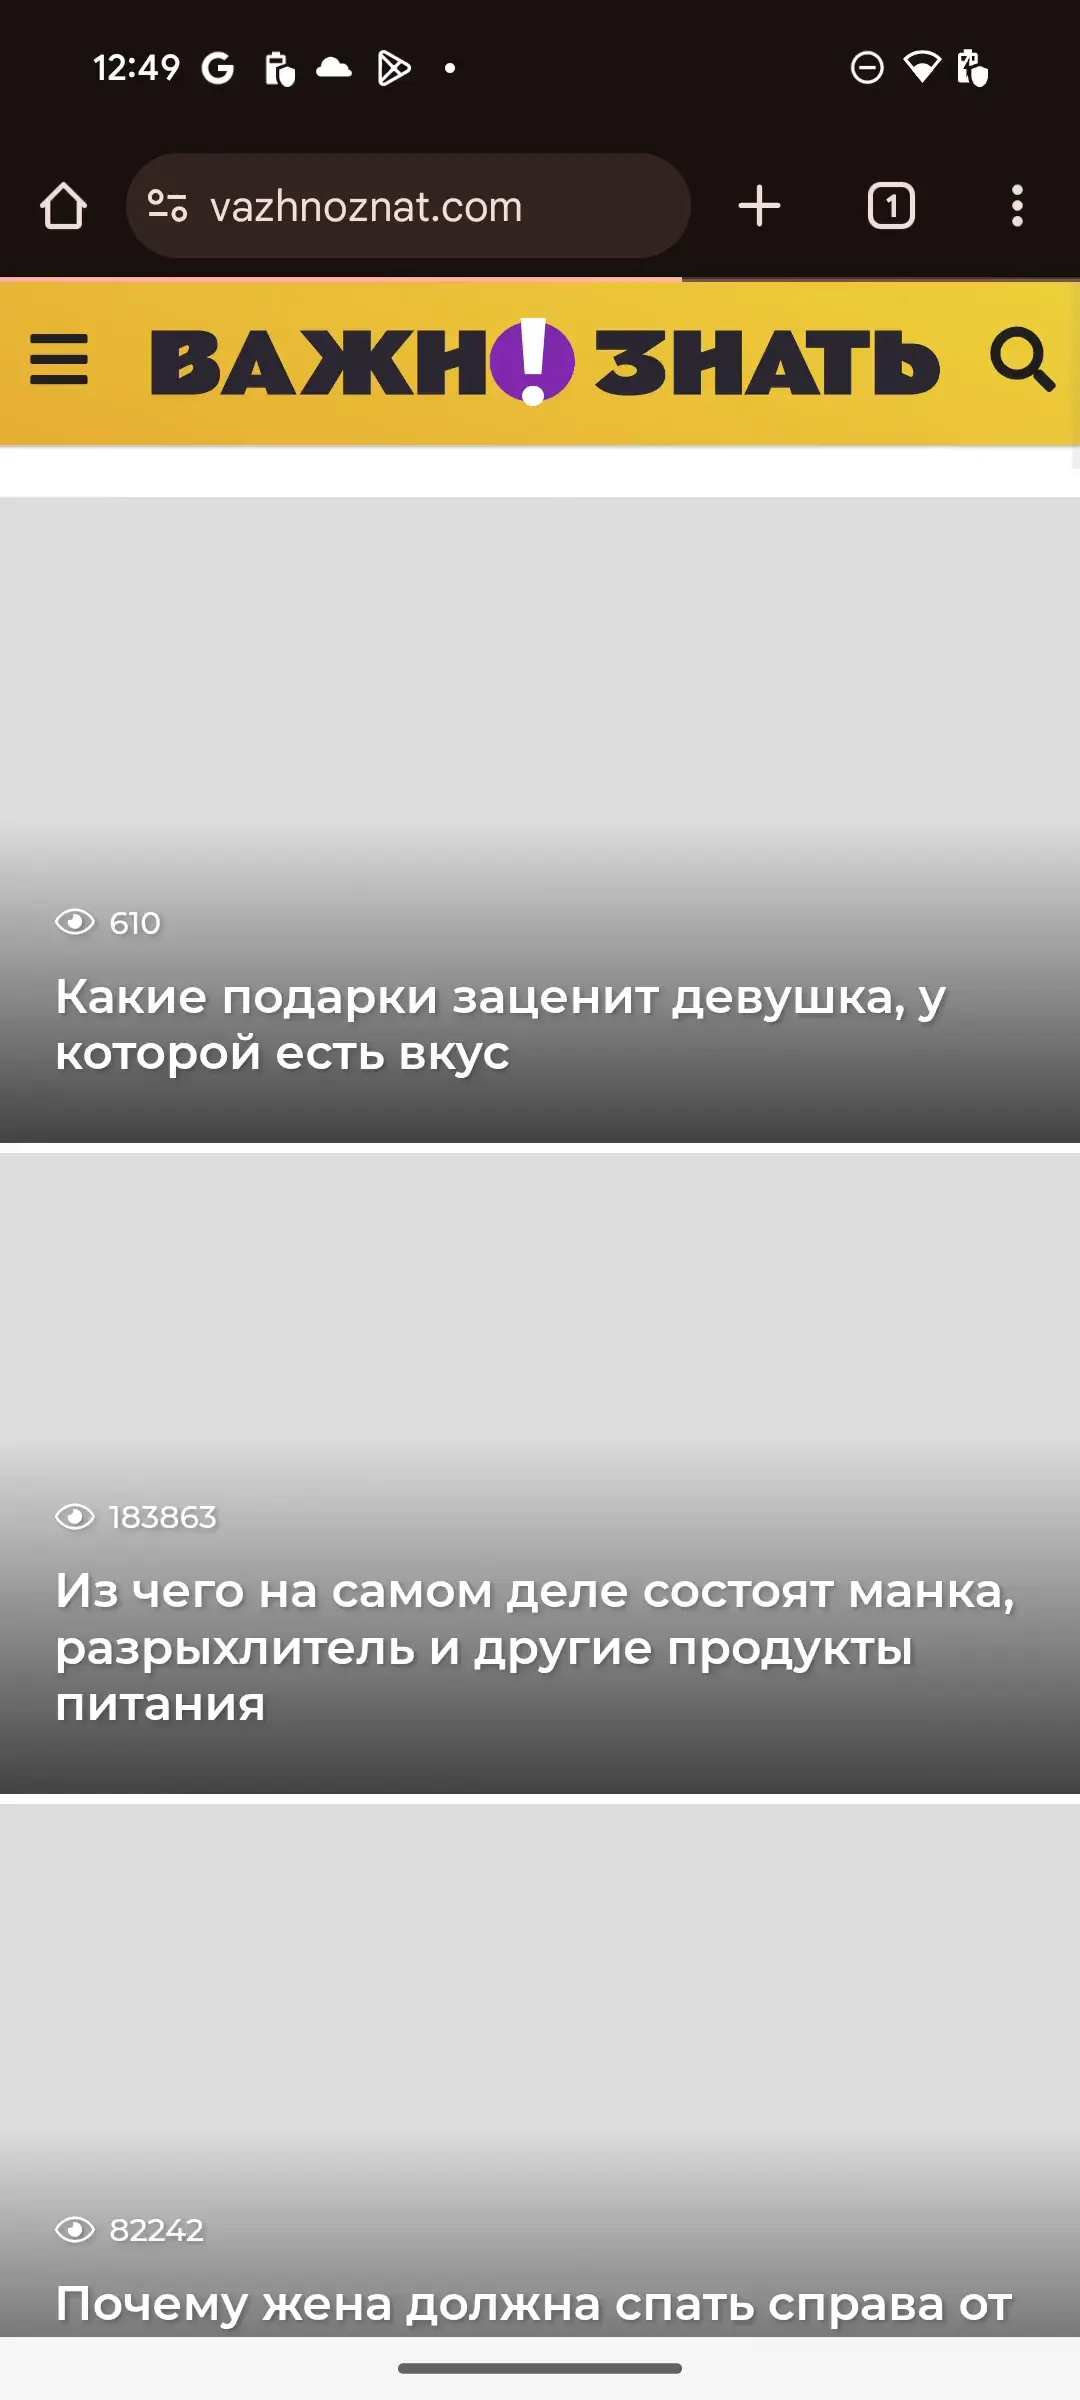 12:49
vazhnoznat.com
1
ВАЖН! ЗНАТЬ
610
Какие подарки заценит девушка, у
которой есть вкус
183863
Из чего на самом деле состоят манка,
разрыхлитель и другие продукты
питания
82242
Почему жена должна спать справа от